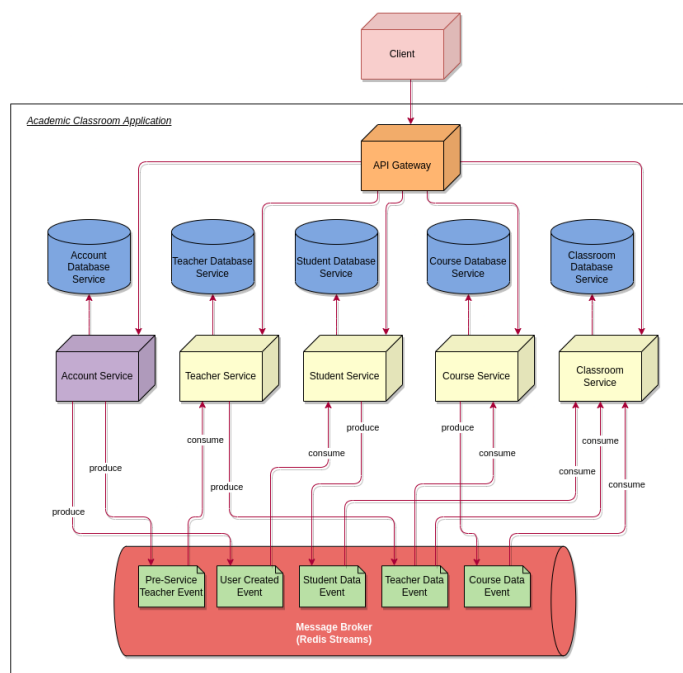 Client
Academic Classroom Application
API Gateway
Account
Database
Service
Teacher Database
Service
Student Database
Service
Course Database
Service
Classroom
Database
Service
Account Service
Teacher Service
Student Service
Course Service
Classroom
Service
produce
produce
consume
produce
consume
produce
produce
consume
consume
consume
consume
Pre-Service
Teacher Event
User Created
Event
Student Data
Event
Teacher Data
Event
Course Data
Event
Message Broker
(Redis Streams)